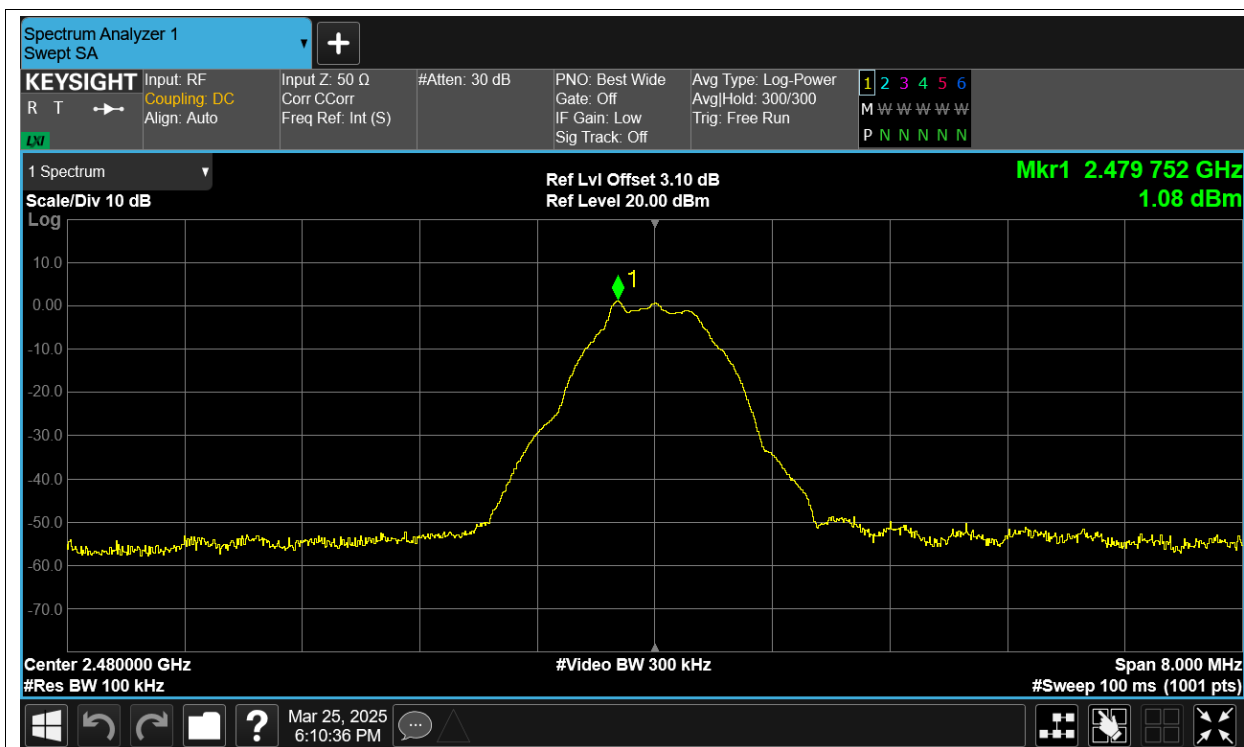 Spectrum Analyzer 1
Swept SA
KEYSIGHT
R T
LXI
Input: RF
Coupling: DC
Align: Auto
Input Z: 50 Ω
Corr CCorr
Freq Ref: Int (S)
#Atten: 30 dB
PNO: Best Wide
Gate: Off
IF Gain: Low
Sig Track: Off
Avg Type: Log-Power
Avg|Hold: 300/300
Trig: Free Run
1 2 3 4 5 6
M W W W W W
P N N N N N
1 Spectrum
Scale/Div 10 dB
Log
Ref Lvl Offset 3.10 dB
Ref Level 20.00 dBm
Mkr1 2.479 752 GHz
1.08 dBm
10.0
0.00
-10.0
-20.0
-30.0
-40.0
-50.0
-60.0
-70.0
1
Center 2.480000 GHz
#Res BW 100 kHz
#Video BW 300 kHz
Span 8.000 MHz
#Sweep 100 ms (1001 pts)
?
Mar 25, 2025
6:10:36 PM